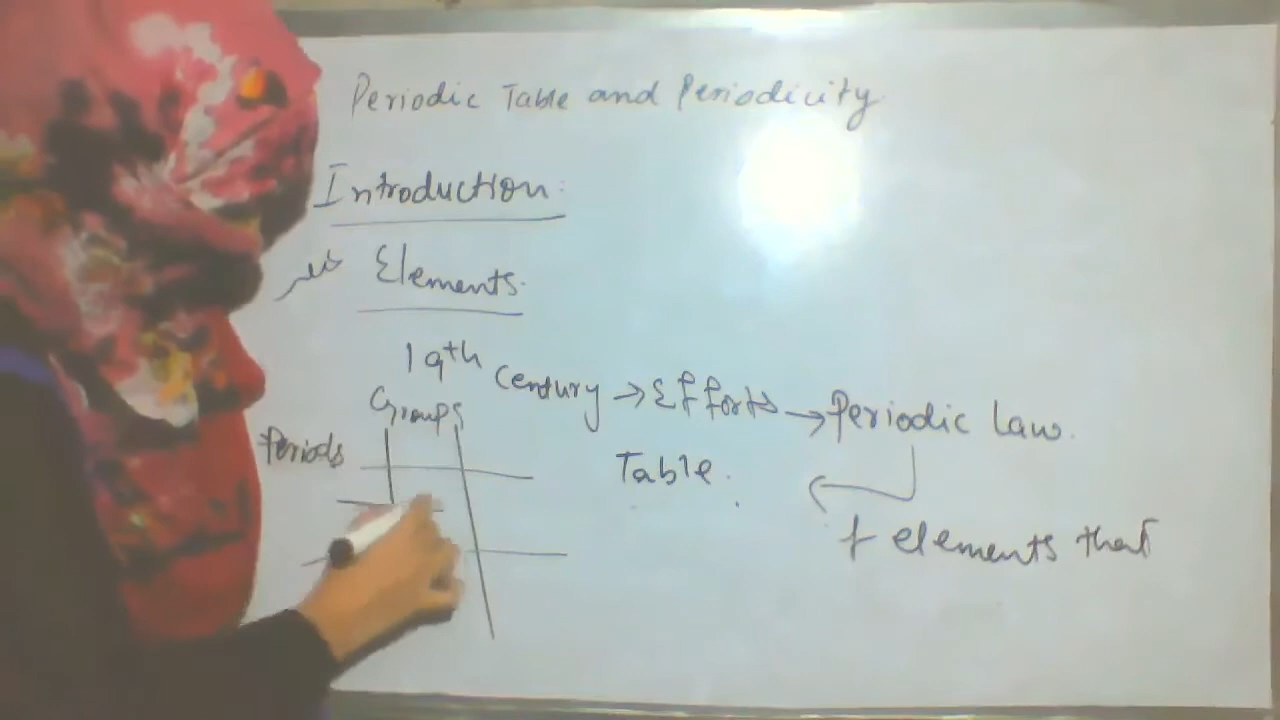 Periodic Table and Periodicity
Introduction:
Elements.
19th Century → Efforts → Periodic law.
Groups
Periods
Table.
elements that